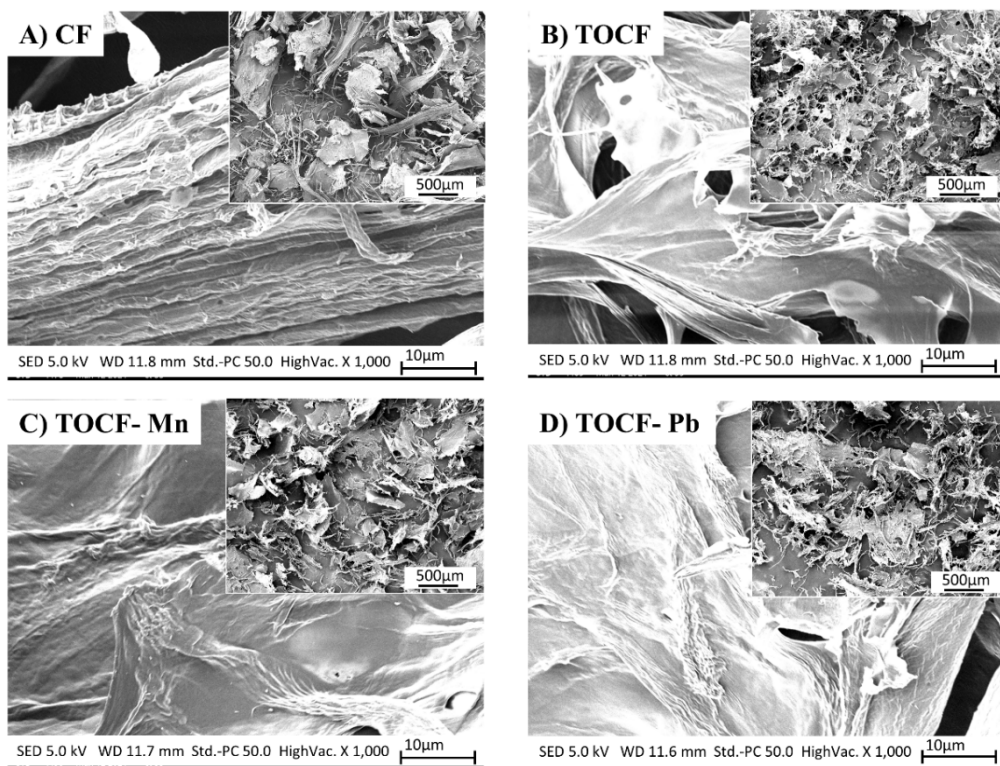 A) CF
500µm
SED 5.0 kV WD 11.8 mm Std.-PC 50.0 HighVac. X 1,000 10µm
B) TOCF
500µm
SED 5.0 kV WD 11.8 mm Std.-PC 50.0 HighVac. X 1,000 10µm
C) TOCF- Mn
500µm
SED 5.0 kV WD 11.7 mm Std.-PC 50.0 HighVac. X 1,000 10µm
D) TOCF- Pb
500µm
SED 5.0 kV WD 11.6 mm Std.-PC 50.0 HighVac. X 1,000 10µm